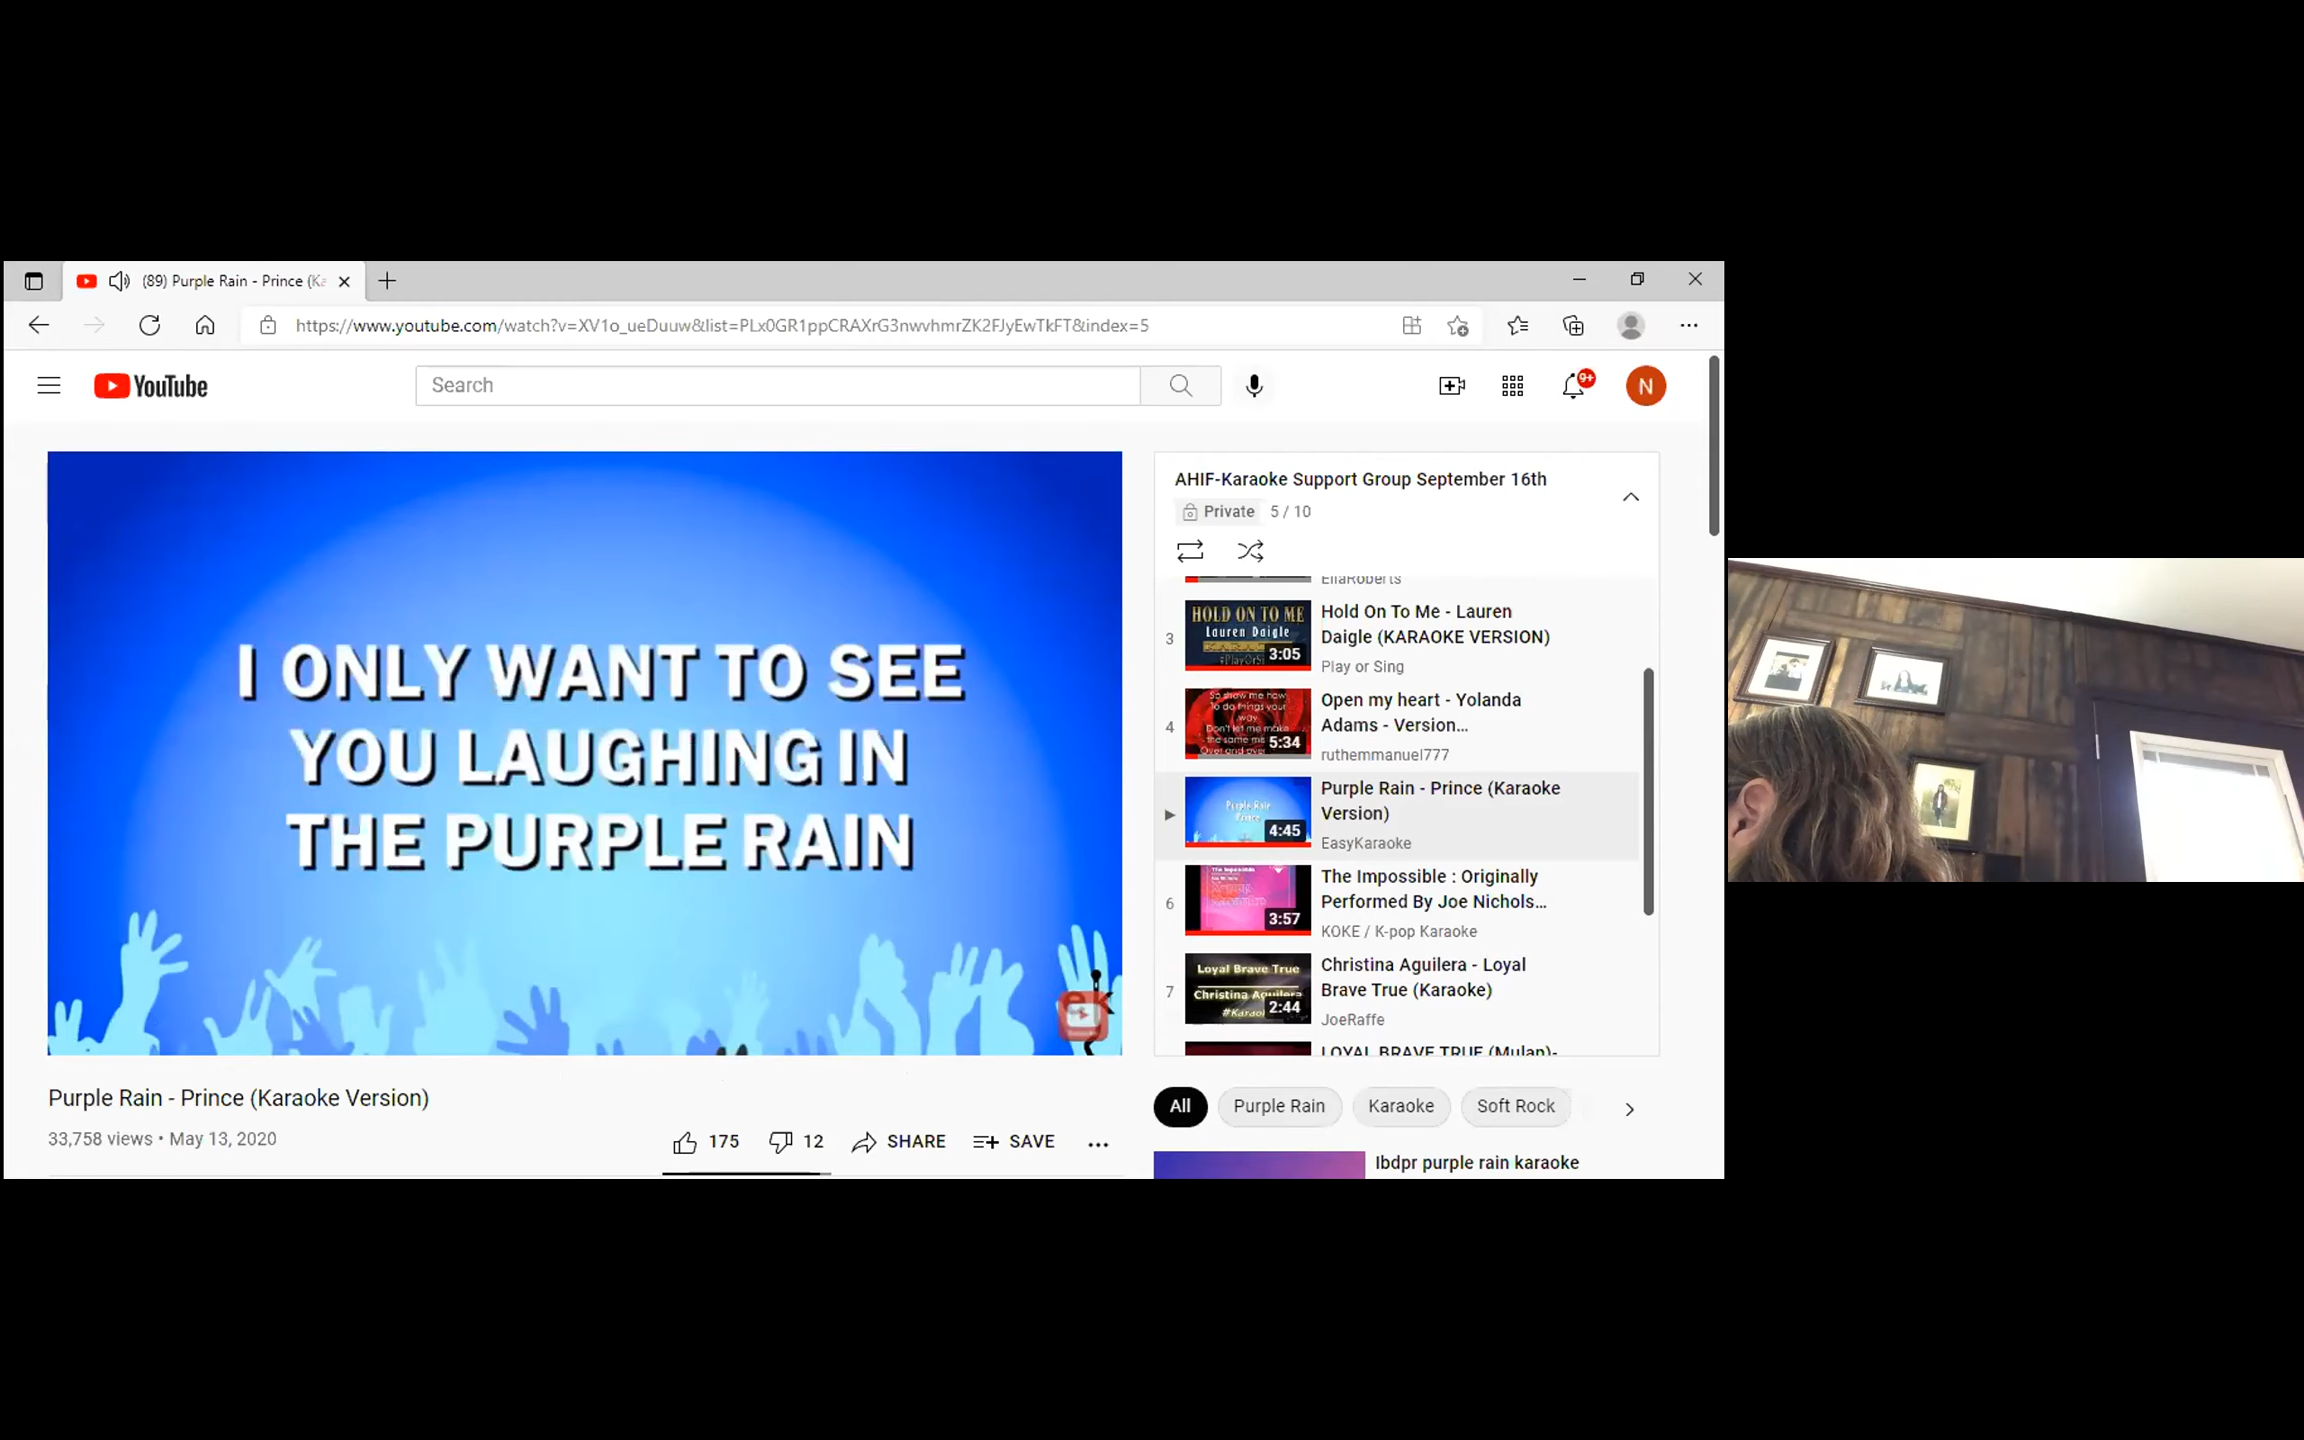 (89) Purple Rain - Prince (Ka
https://www.youtube.com/watch?v=XV1o_ueDuuw&list=PLx0GR1ppCRAXrG3nwvhmrZK2FJyEwTkFT&index=5
YouTube
Search
9+
N
I ONLY WANT TO SEE
YOU LAUGHING IN
THE PURPLE RAIN
ek
Purple Rain - Prince (Karaoke Version)
33,758 views • May 13, 2020
175
12
SHARE
SAVE
AHIF-Karaoke Support Group September 16th
Private 5 / 10
EllaRoberts
3
HOLD ON TO ME
Lauren Daigle
3:05
Hold On To Me - Lauren
Daigle (KARAOKE VERSION)
Play or Sing
4
So show me how
To do things your
way
Don't let me make
the same
Over and over
5:34
Open my heart - Yolanda
Adams - Version...
ruthemmanuel777
Purple Rain
Prince
4:45
Purple Rain - Prince (Karaoke
Version)
EasyKaraoke
6
The Impossible
3:57
The Impossible : Originally
Performed By Joe Nichols...
KOKE / K-pop Karaoke
7
Loyal Brave True
Christina Aguilera
#Karao
2:44
Christina Aguilera - Loyal
Brave True (Karaoke)
JoeRaffe
LOYAL BRAVE TRUE (Mulan)-
All
Purple Rain
Karaoke
Soft Rock
lbdpr purple rain karaoke